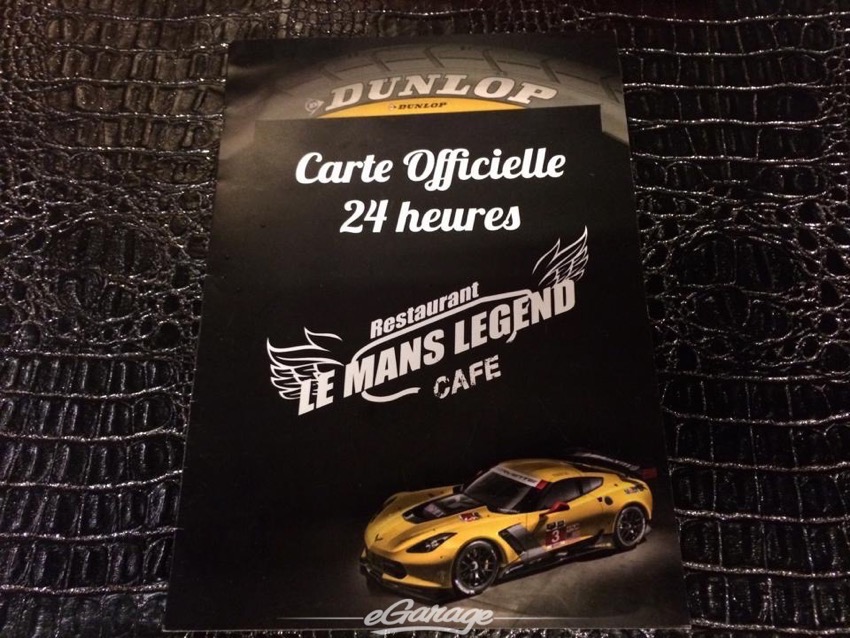 DUNLOP
DUNLOP
Carte Officielle
24 heures
Restaurant
LE MANS LEGEND
CAFE
3
eGarage